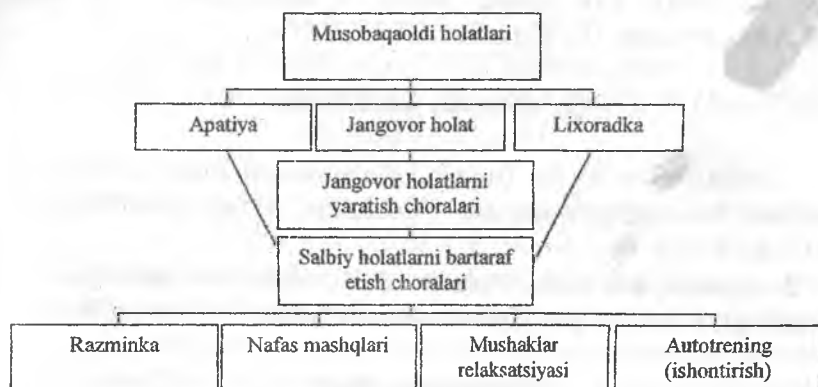 Musobaqaoldi holatlari
Apatiya
Jangovor holat
Lixoradka
Jangovor holatlarni
yaratish choralari
Salbiy holatlarni bartaraf
etish choralari
Razminka
Nafas mashqlari
Mushaklar
relaksatsiyasi
Autotrening
(ishontirish)